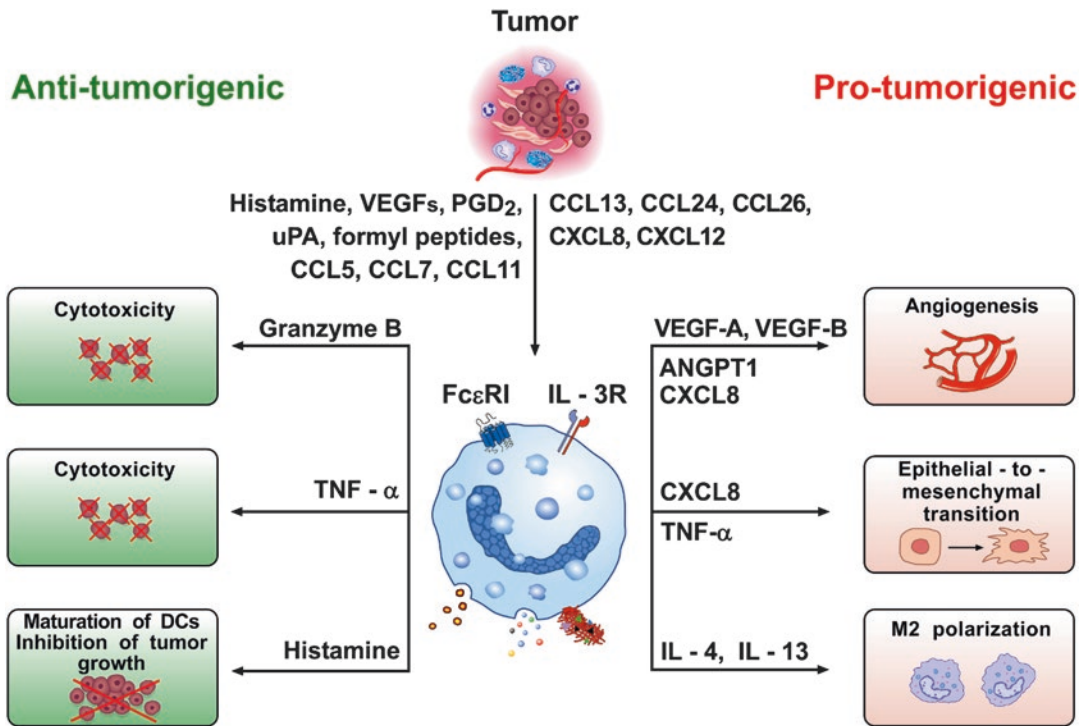 Tumor
Anti-tumorigenic
Pro-tumorigenic
Histamine, VEGFs, PGD₂,
uPA, formyl peptides,
CCL5, CCL7, CCL11
CCL13, CCL24, CCL26,
CXCL8, CXCL12
Cytotoxicity
Granzyme B
VEGF-A, VEGF-B
ANGPT1
CXCL8
Angiogenesis
FcεRI
IL - 3R
Cytotoxicity
TNF - α
CXCL8
TNF-α
Epithelial - to -
mesenchymal
transition
Maturation of DCs
Inhibition of tumor
growth
Histamine
IL - 4, IL - 13
M2 polarization